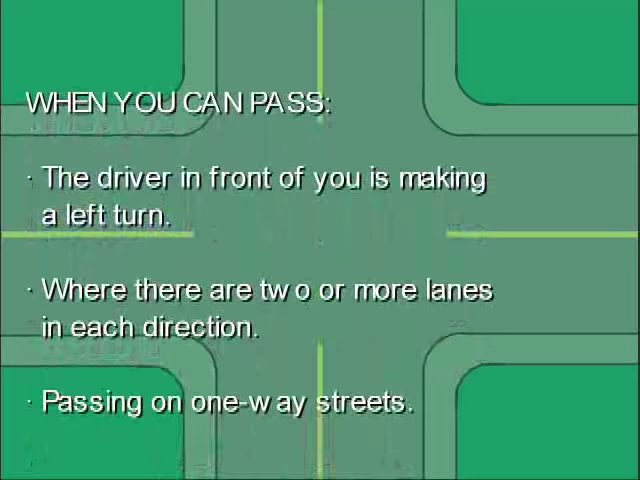 WHEN YOU CAN PASS:
· The driver in front of you is making
a left turn.
· Where there are two or more lanes
in each direction.
· Passing on one-way streets.